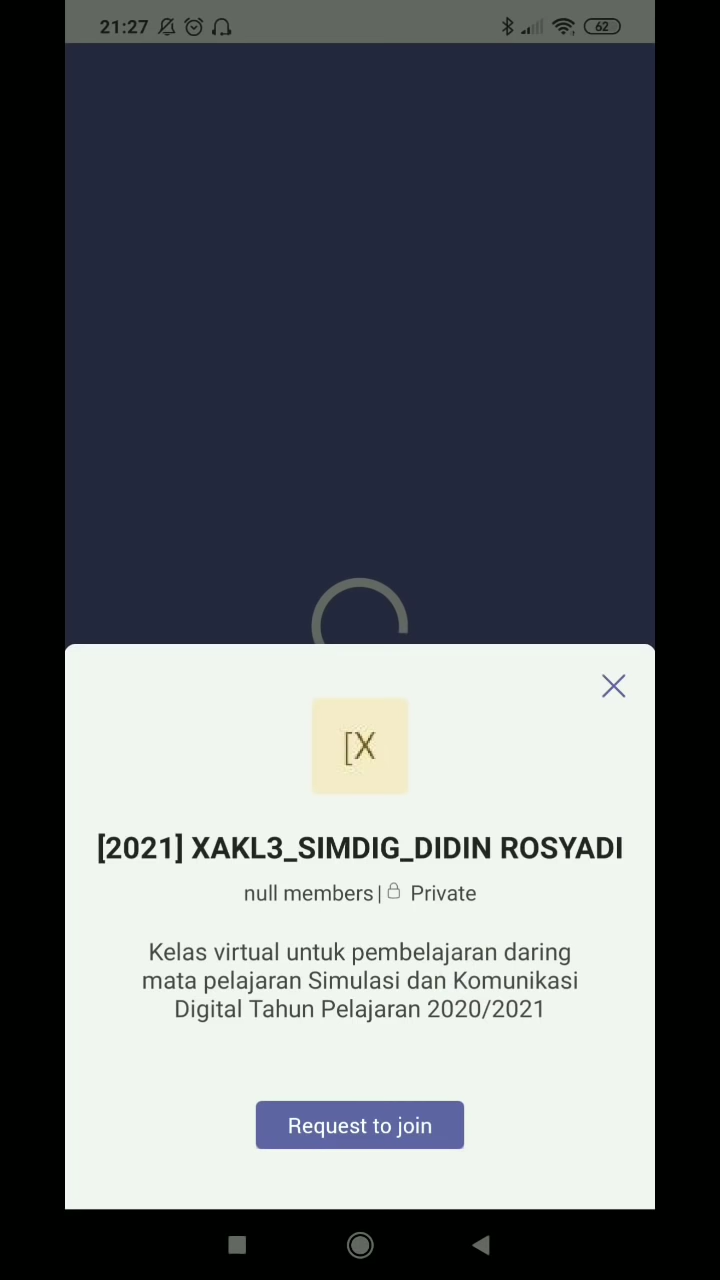 21:27
62
[X
[2021] XAKL3_SIMDIG_DIDIN ROSYADI
null members | Private
Kelas virtual untuk pembelajaran daring
mata pelajaran Simulasi dan Komunikasi
Digital Tahun Pelajaran 2020/2021
Request to join